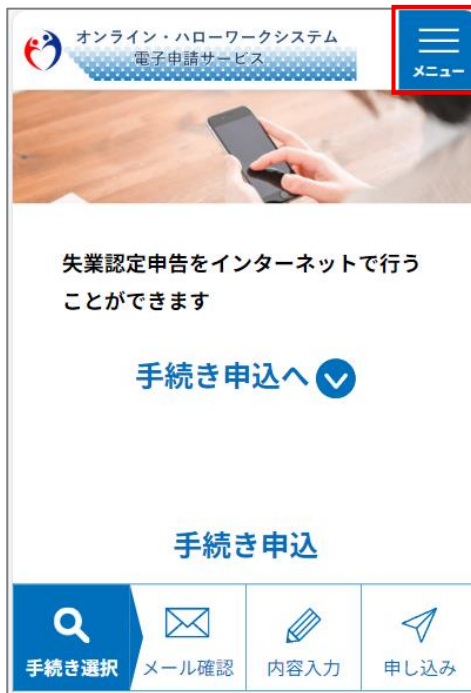 オンライン・ハローワークシステム
電子申請サービス
メニュー
失業認定申告をインターネットで行う
ことができます
手続き申込へ
手続き申込
手続き選択
メール確認
内容入力
申し込み